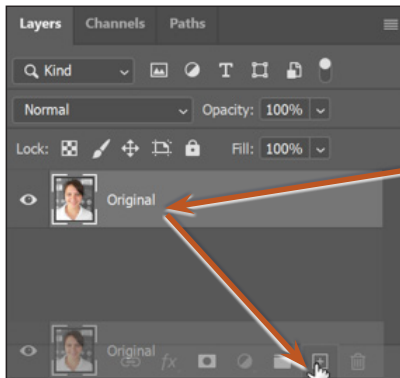 Layers Channels Paths
Kind T
Normal Opacity: 100%
Lock: Fill: 100%
Original
Original
fx